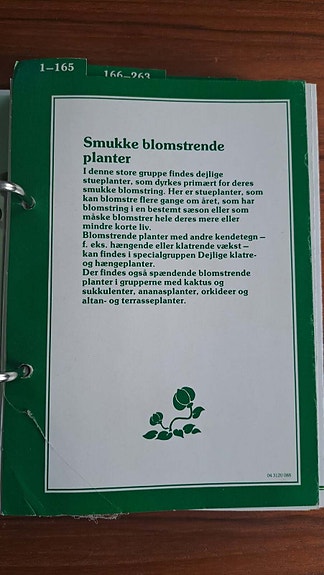 1–165
166–263
Smukke blomstrende
planter
I denne store gruppe findes dejlige
stueplanter, som dyrkes primært for deres
smukke blomstring. Her er stueplanter, som
kan blomstre flere gange om året, som har
blomstring i en bestemt sæson eller som
måske blomstrer hele deres mere eller
mindre korte liv.
Blomstrende planter med andre kendetegn –
f. eks. hængende eller klatrende vækst –
kan findes i specialgruppen Dejlige klatre-
og hængeplanter.
Der findes også spændende blomstrende
planter i grupperne med kaktus og
sukkulenter, ananasplanter, orkideer og
altan- og terrasseplanter.